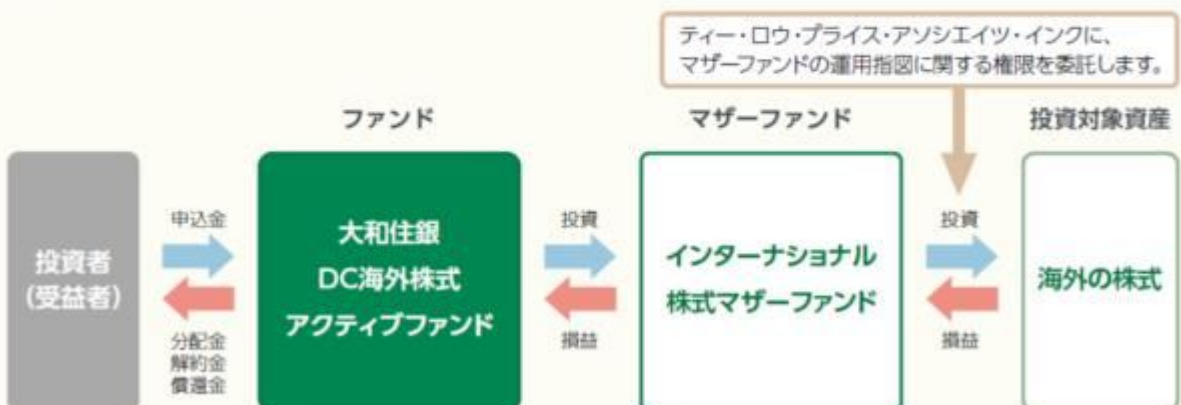 ティー・ロウ・プライス・アソシエイツ・インクに、
マザーファンドの運用指図に関する権限を委託します。
ファンド
マザーファンド
投資対象資産
投資者
(受益者)
申込金
分配金
解約金
償還金
大和住銀
DC海外株式
アクティブファンド
投資
損益
インターナショナル
株式マザーファンド
投資
損益
海外の株式